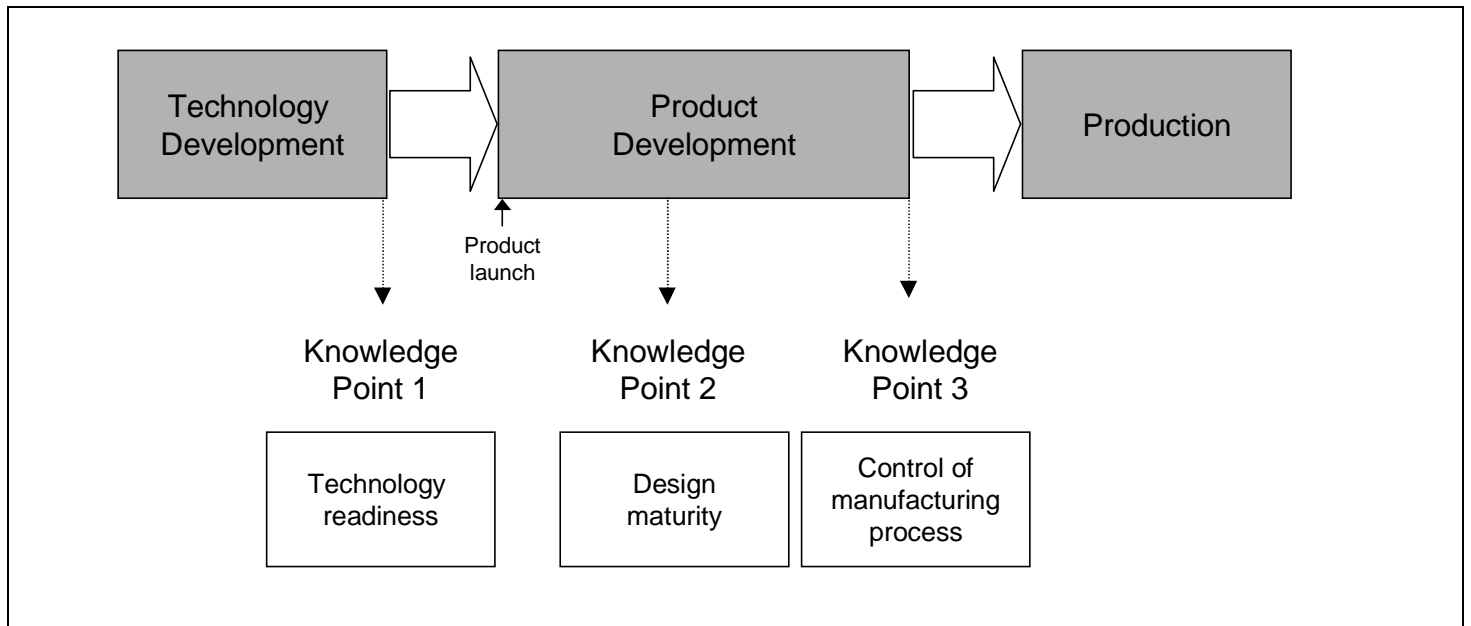 Technology
Development
Product
Development
Production
Product
launch
Knowledge
Point 1
Knowledge
Point 2
Knowledge
Point 3
Technology
readiness
Design
maturity
Control of
manufacturing
process